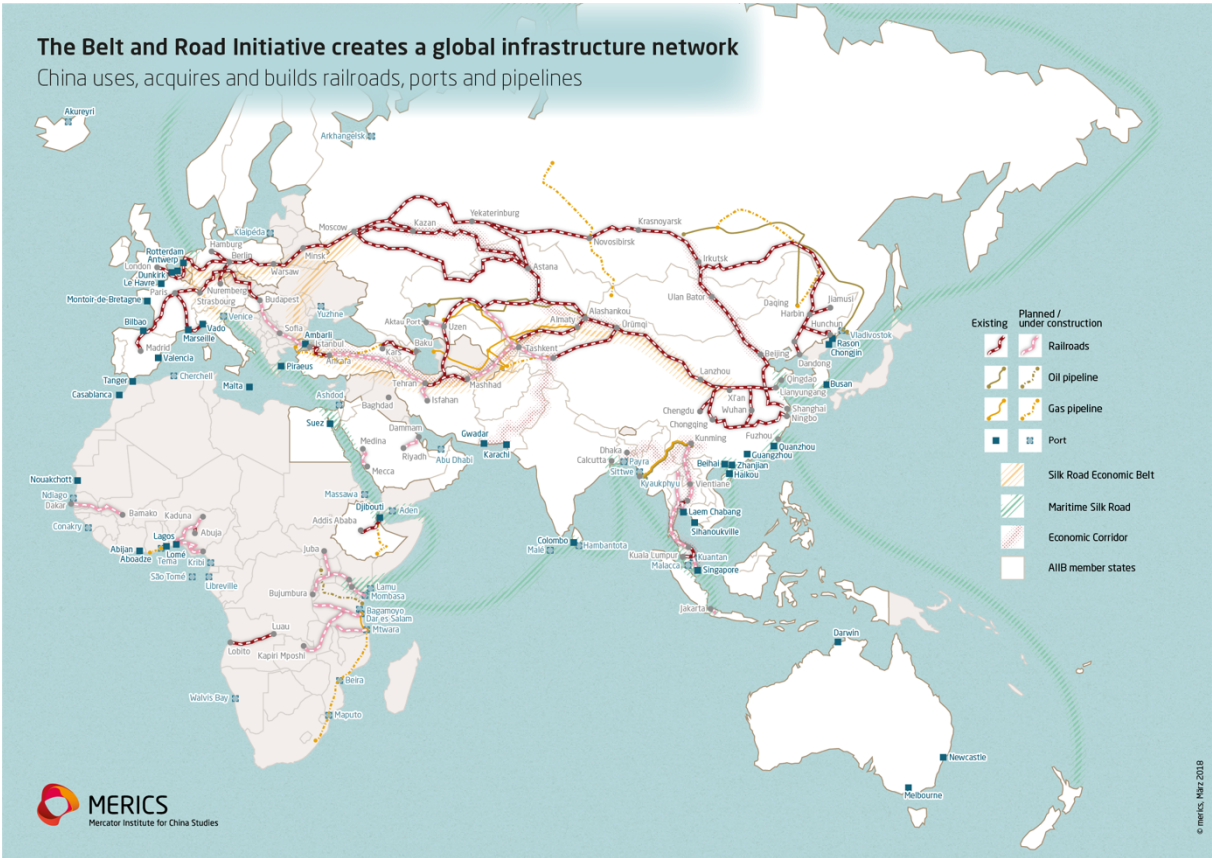 The Belt and Road Initiative creates a global infrastructure network
China uses, acquires and builds railroads, ports and pipelines
Akureyri
Arkhangelsk
Yekaterinburg
Kazan
Moscow
Krasnoyarsk
Novosibirsk
Klaipėda
Hamburg
Rotterdam
Berlin
Minsk
Antwerp
London
Warsaw
Dunkirk
Le Havre
Paris
Nuremberg
Astana
Irkutsk
Montoir-de-Bretagne
Strasbourg
Budapest
Ulan Bator
Daqing
Jiamusi
Yuzhne
Alashankou
Harbin
Bilbao
Venice
Aktau Port
Almaty
Ürümqi
Hunchun
Vladivostok
Vado
Sofia
Ambarli
Uzen
Rason
Marseille
Istanbul
Baku
Tashkent
Chongjin
Madrid
Kars
Beijing
Dandong
Valencia
Piraeus
Ankara
Lanzhou
Tanger
Cherchell
Malta
Tehran
Mashhad
Qingdao
Busan
Casablanca
Ashdod
Isfahan
Xi'an
Lianyungang
Baghdad
Chengdu
Wuhan
Shanghai
Suez
Dammam
Gwadar
Chongqing
Ningbo
Medina
Karachi
Kunming
Fuzhou
Quanzhou
Riyadh
Abu Dhabi
Dhaka
Guangzhou
Mecca
Calcutta
Payra
Beihai
Zhanjian
Nouakchott
Sittwe
Haikou
Kyaukphyu
Vientiane
Ndiago
Massawa
Dakar
Bamako
Kaduna
Djibouti
Aden
Laem Chabang
Conakry
Abuja
Addis Ababa
Sihanoukville
Lagos
Colombo
Abijan
Lomé
Juba
Malé
Hambantota
Kuala Lumpur
Kuantan
Aboadze
Tema
Kribi
Malacca
Singapore
São Tomé
Libreville
Lamu
Bujumbura
Mombasa
Jakarta
Bagamoyo
Dar es Salam
Luau
Mtwara
Darwin
Lobito
Kapiri Mposhi
Beira
Walvis Bay
Maputo
Newcastle
Melbourne
Existing
Planned /
under construction
Railroads
Oil pipeline
Gas pipeline
Port
Silk Road Economic Belt
Maritime Silk Road
Economic Corridor
AIIB member states
MERICS
Mercator Institute for China Studies
© merics, März 2018